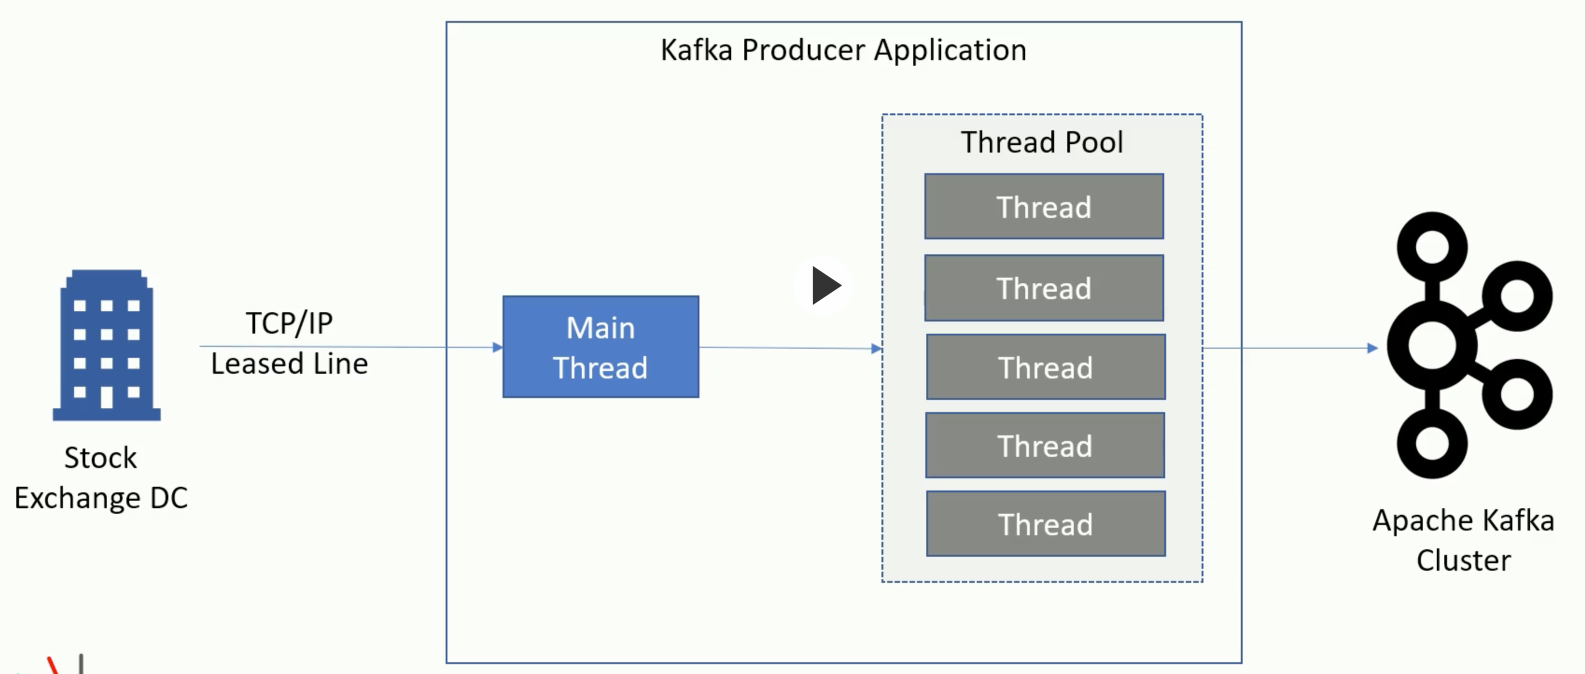 Kafka Producer Application
Thread Pool
Thread
Thread
Thread
Thread
Thread
TCP/IP
Leased Line
Main
Thread
Stock
Exchange DC
Apache Kafka
Cluster